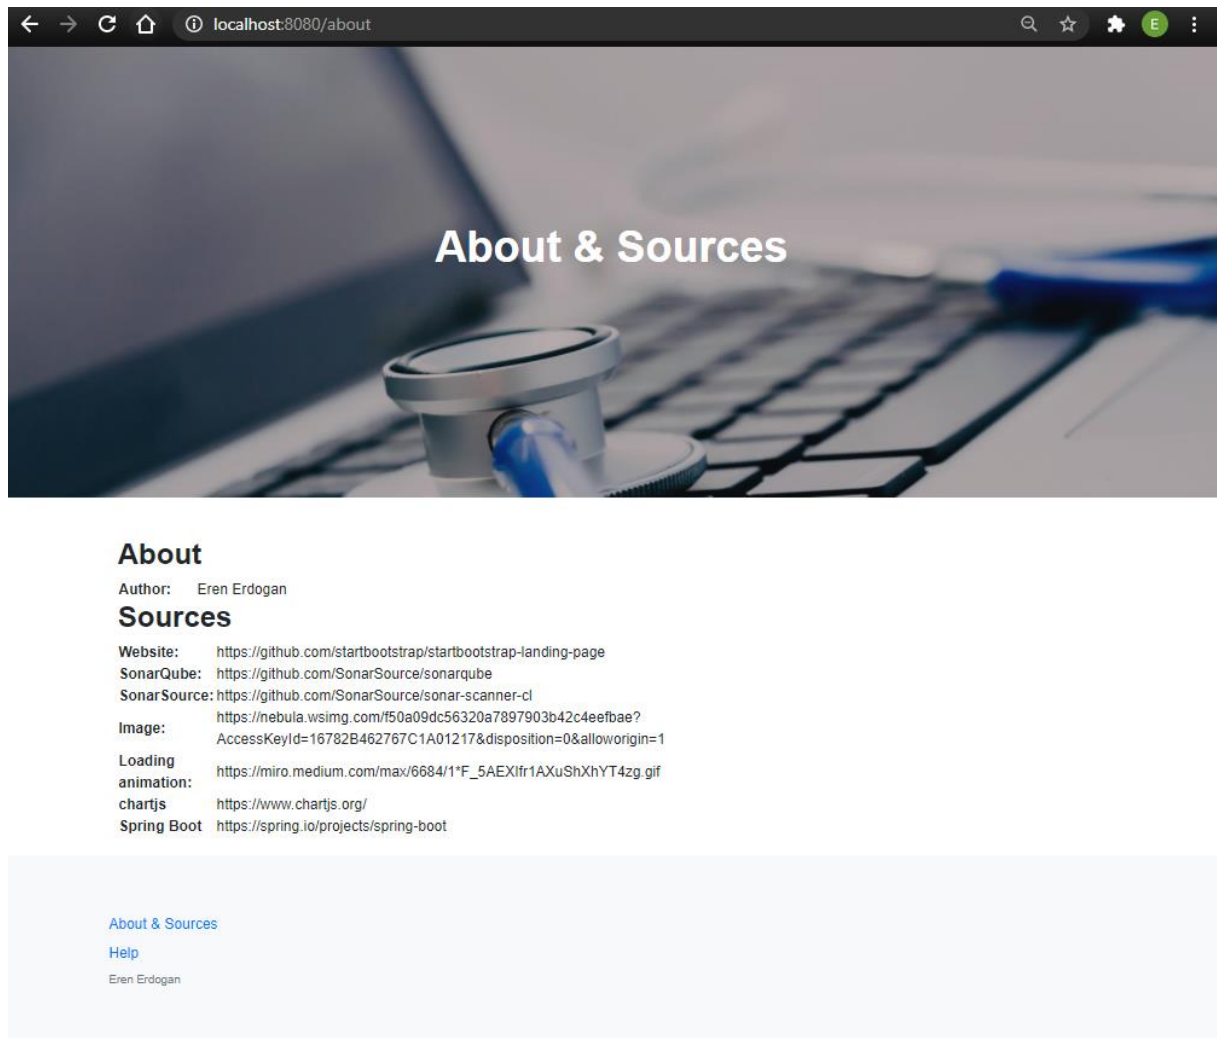 localhost:8080/about
E
About & Sources
About
Author: Eren Erdogan
Sources
Website: https://github.com/startbootstrap/startbootstrap-landing-page
SonarQube: https://github.com/SonarSource/sonarqube
SonarSource: https://github.com/SonarSource/sonar-scanner-cl
Image: https://nebula.wsimg.com/f50a09dc56320a7897903b42c4eefbae?
AccessKeyId=16782B462767C1A01217&disposition=0&alloworigin=1
Loading
animation: https://miro.medium.com/max/6684/1*F_5AEXIfr1AXuShXhYT4zg.gif
chartjs https://www.chartjs.org/
Spring Boot https://spring.io/projects/spring-boot
About & Sources
Help
Eren Erdogan